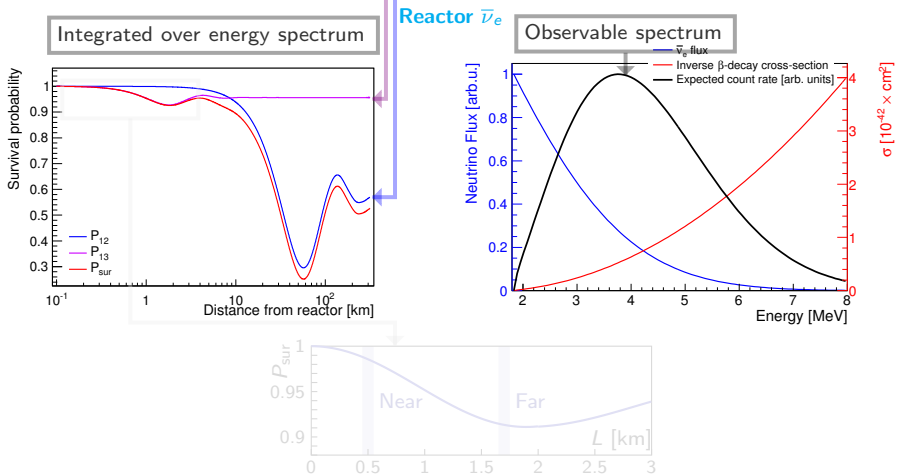 Reactor ν̅ₑ
Integrated over energy spectrum
Survival probability
1
0.9
0.8
0.7
0.6
0.5
0.4
0.3
P₁₂
P₁₃
Pₛᵤᵣ
10⁻¹
1
10
10²
Distance from reactor [km]
Observable spectrum
ν̅ₑ flux
Inverse β-decay cross-section
Expected count rate [arb. units]
Neutrino Flux [arb.u.]
1
0.8
0.6
0.4
0.2
0
σ [10⁻⁴² × cm²]
4
3
2
1
0
2
3
4
5
6
7
8
Energy [MeV]
Pₛᵤᵣ
1
0.95
0.9
Near
Far
L [km]
0
0.5
1
1.5
2
2.5
3